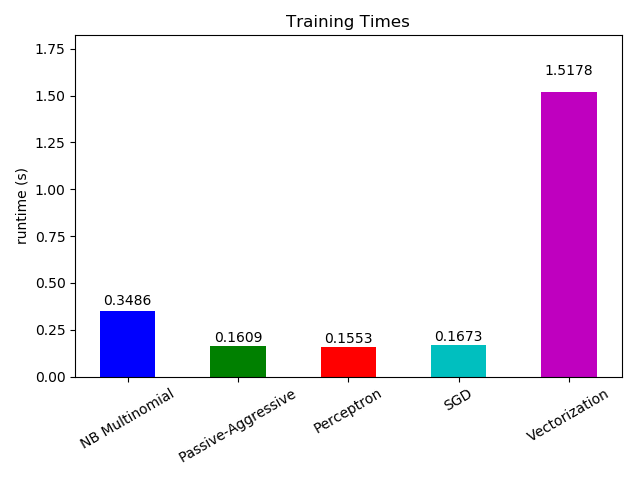 Training Times
runtime (s)
1.75
1.50
1.25
1.00
0.75
0.50
0.25
0.00
0.3486
0.1609
0.1553
0.1673
1.5178
NB Multinomial
Passive-Aggressive
Perceptron
SGD
Vectorization